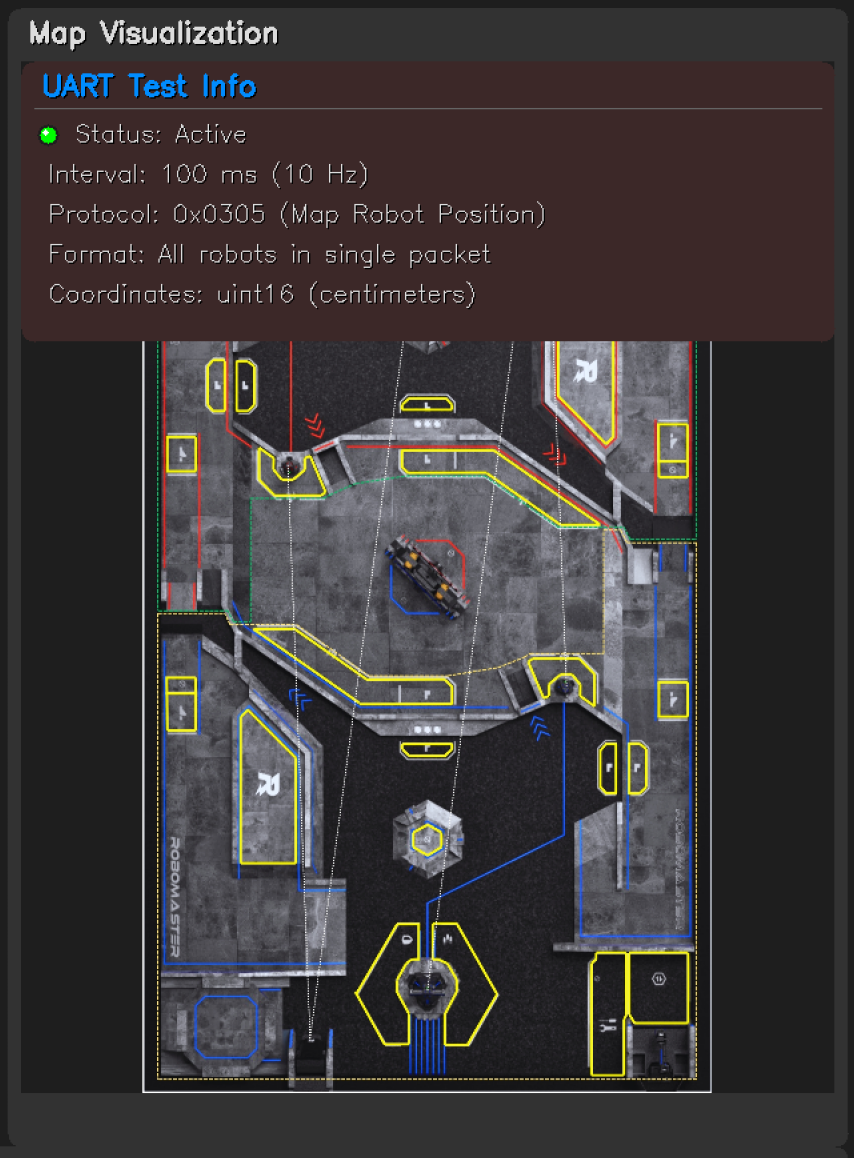 Map Visualization
UART Test Info
Status: Active
Interval: 100 ms (10 Hz)
Protocol: 0x0305 (Map Robot Position)
Format: All robots in single packet
Coordinates: uint16 (centimeters)
R
R
ROBOMASTER
ROBOMASTER